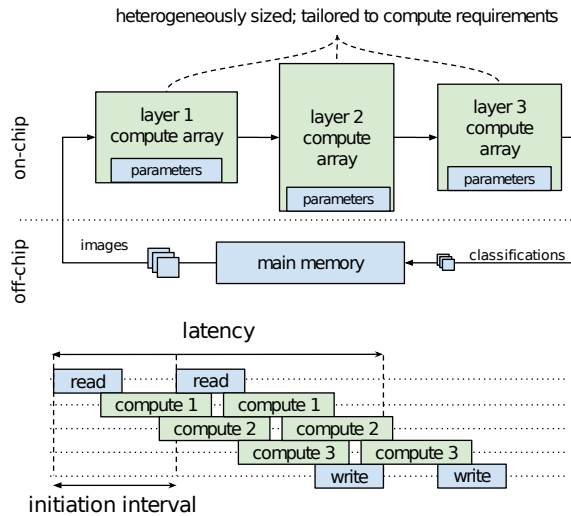 heterogeneously sized; tailored to compute requirements
on-chip
layer 1
compute array
parameters
layer 2
compute
array
parameters
layer 3
compute
array
parameters
off-chip
images
main memory
classifications
latency
read read
compute 1 compute 1
compute 2 compute 2
compute 3 compute 3
write write
initiation interval